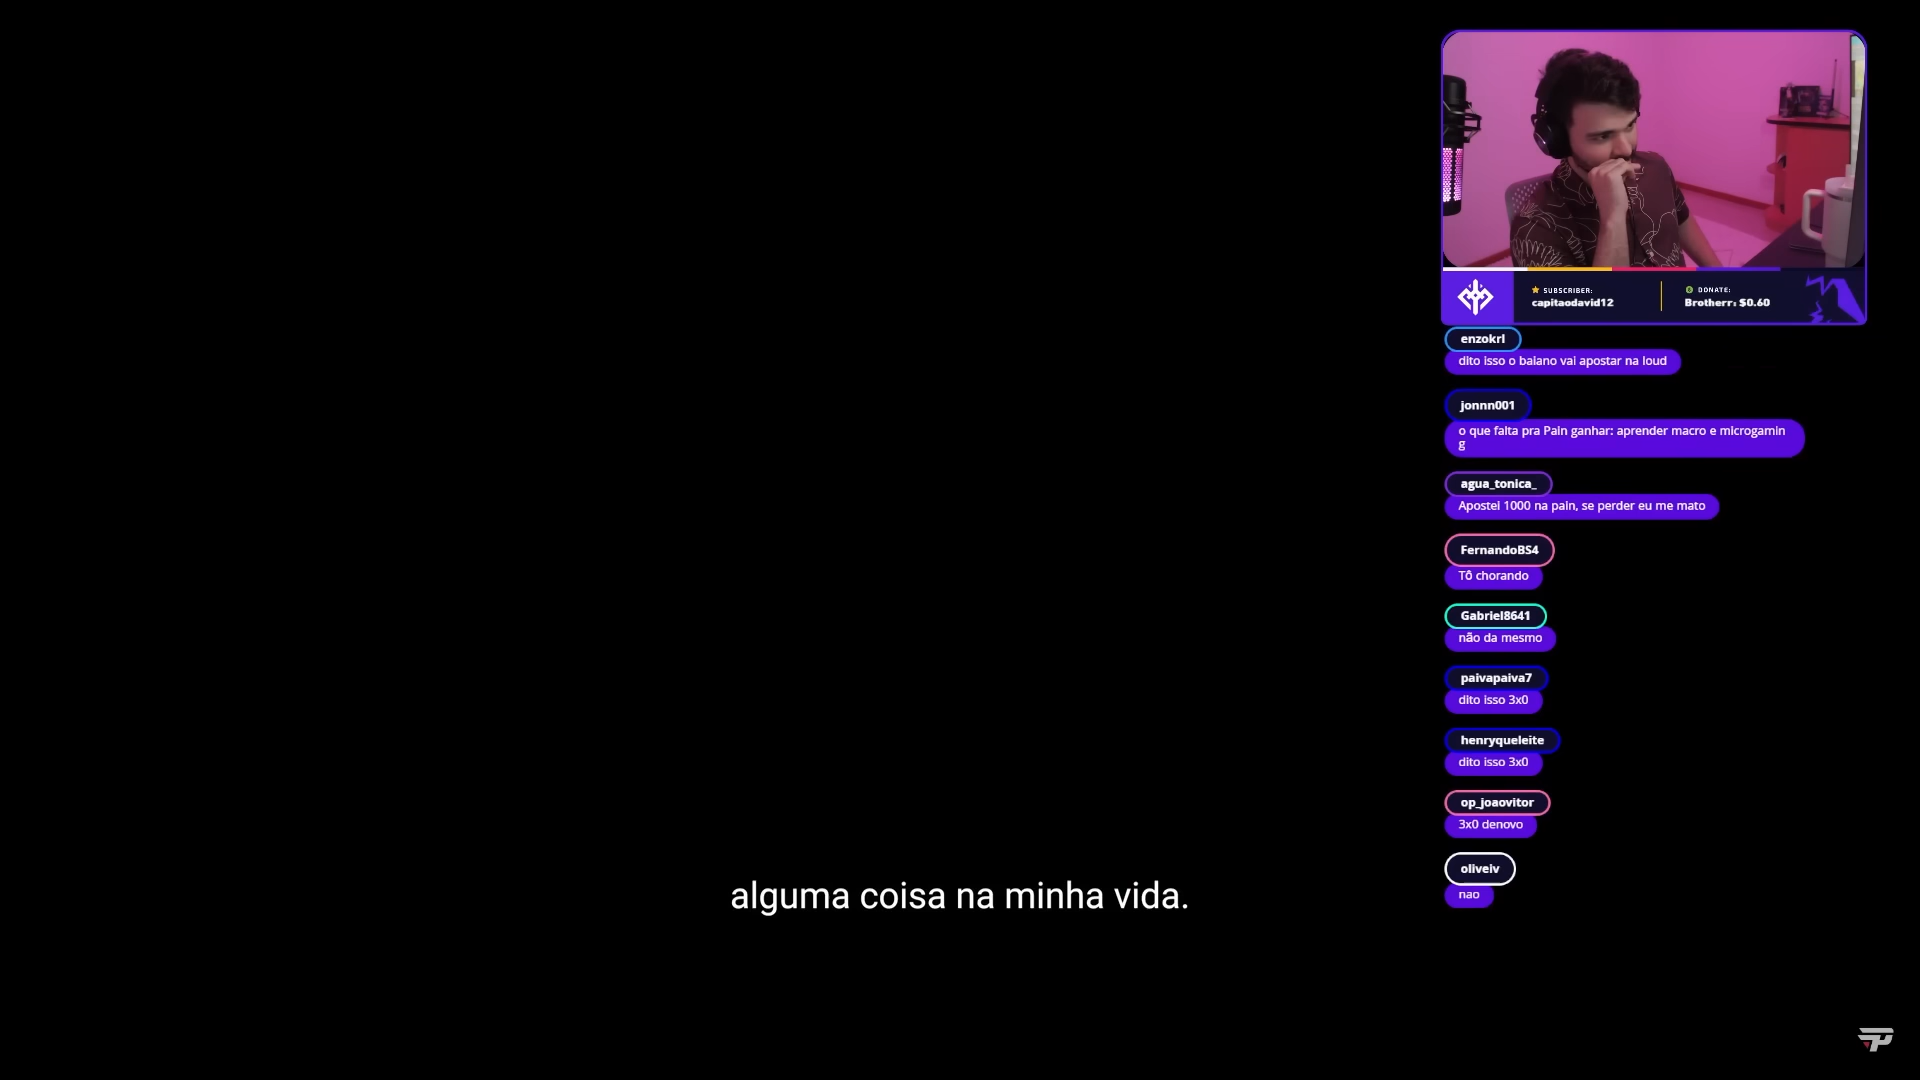 SUBSCRIBER:
capitaodavid12
DONATE:
Brotherr: $0.60
enzokrl
dito isso o baiano vai apostar na loud
jonnn001
o que falta pra Pain ganhar: aprender macro e microgamin
g
agua_tonica_
Apostei 1000 na pain, se perder eu me mato
FernandoBS4
Tô chorando
Gabriel8641
não da mesmo
paivapaiva7
dito isso 3x0
henryqueleite
dito isso 3x0
op_joaovitor
3x0 denovo
oliveiv
nao
alguma coisa na minha vida.